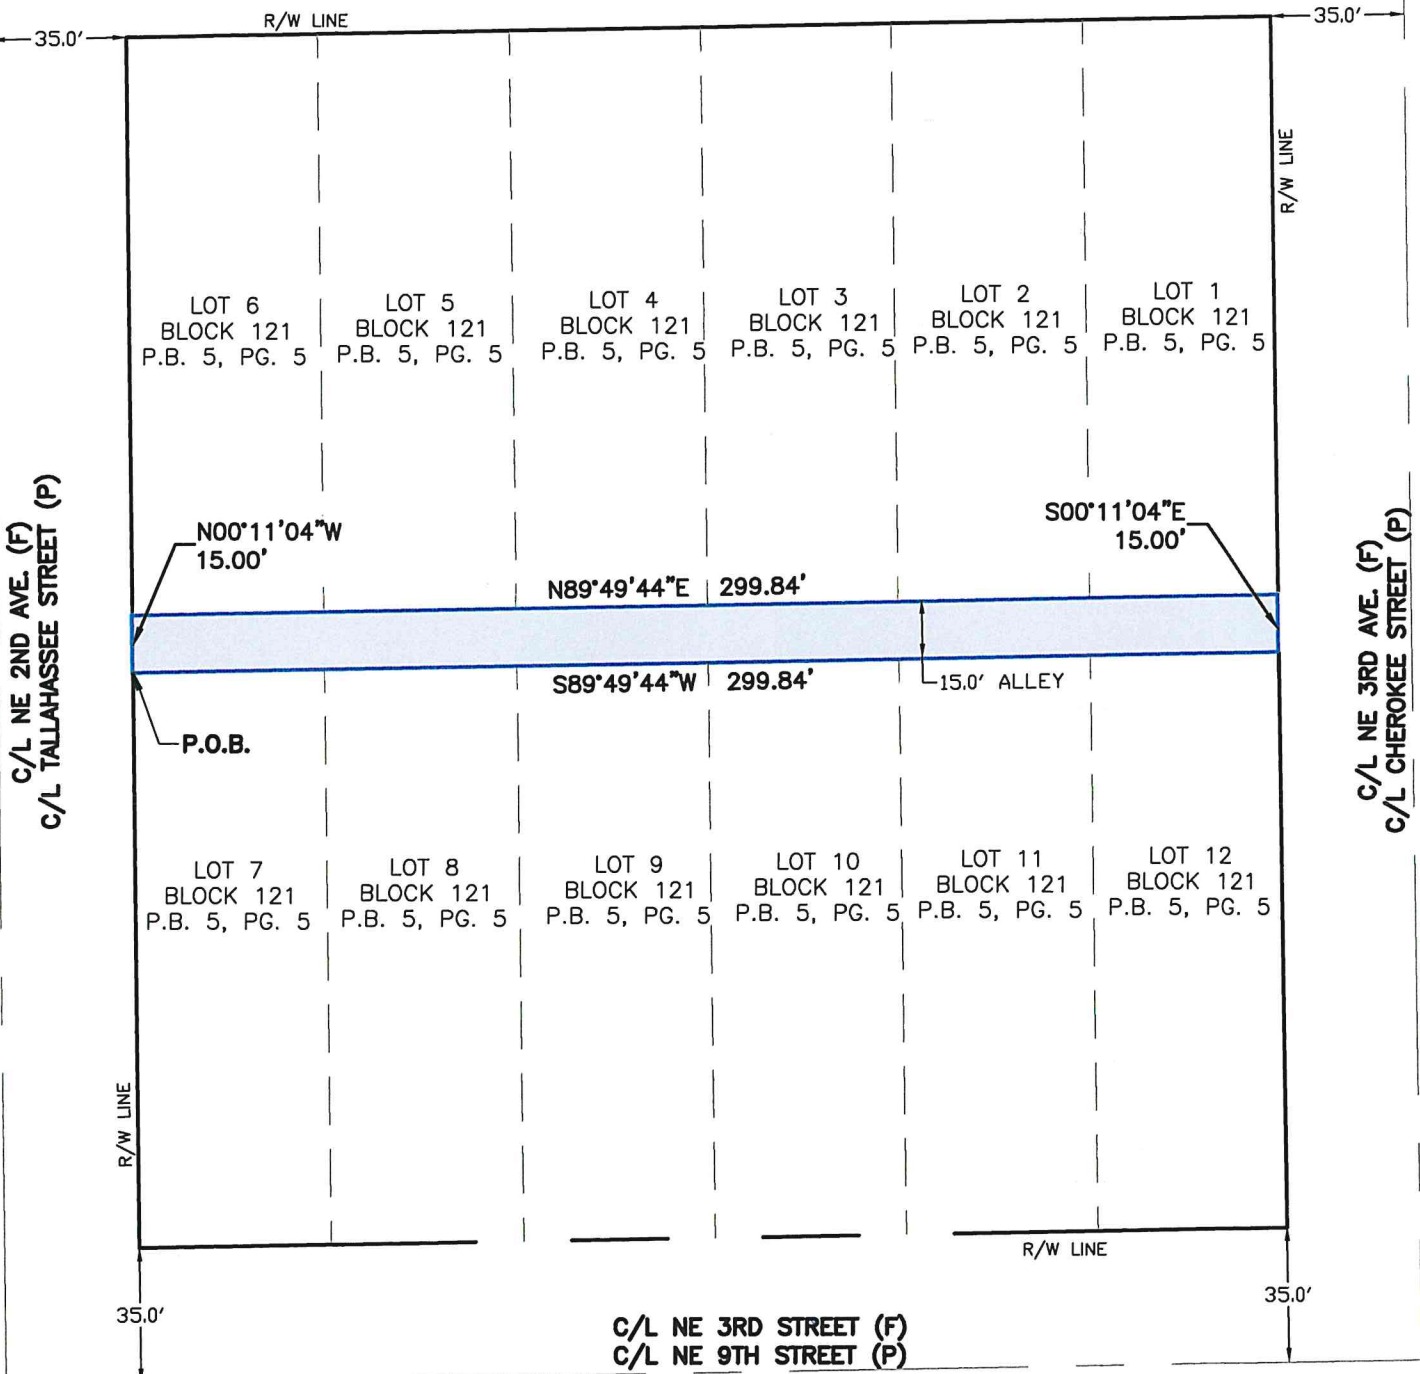 R/W LINE
35.0'
35.0'
R/W LINE
LOT 6
BLOCK 121
P.B. 5, PG. 5
LOT 5
BLOCK 121
P.B. 5, PG. 5
LOT 4
BLOCK 121
P.B. 5, PG. 5
LOT 3
BLOCK 121
P.B. 5, PG. 5
LOT 2
BLOCK 121
P.B. 5, PG. 5
LOT 1
BLOCK 121
P.B. 5, PG. 5
C/L NE 2ND AVE. (F)
C/L TALLAHASSEE STREET (P)
N00°11'04"W
15.00'
S00°11'04"E
15.00'
N89°49'44"E 299.84'
S89°49'44"W 299.84'
15.0' ALLEY
P.O.B.
C/L NE 3RD AVE. (F)
C/L CHEROKEE STREET (P)
LOT 7
BLOCK 121
P.B. 5, PG. 5
LOT 8
BLOCK 121
P.B. 5, PG. 5
LOT 9
BLOCK 121
P.B. 5, PG. 5
LOT 10
BLOCK 121
P.B. 5, PG. 5
LOT 11
BLOCK 121
P.B. 5, PG. 5
LOT 12
BLOCK 121
P.B. 5, PG. 5
R/W LINE
R/W LINE
35.0'
35.0'
C/L NE 3RD STREET (F)
C/L NE 9TH STREET (P)